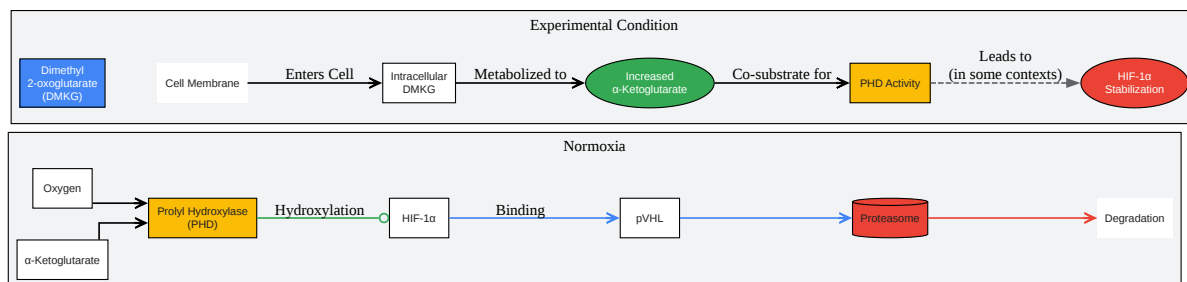 Experimental Condition
Dimethyl
2-oxoglutarate
(DMKG)
Cell Membrane
Enters Cell
Intracellular
DMKG
Metabolized to
Increased
α-Ketoglutarate
Co-substrate for
PHD Activity
Leads to
(in some contexts)
HIF-1α
Stabilization
Normoxia
Oxygen
α-Ketoglutarate
Prolyl Hydroxylase
(PHD)
Hydroxylation
HIF-1α
Binding
pVHL
Proteasome
Degradation